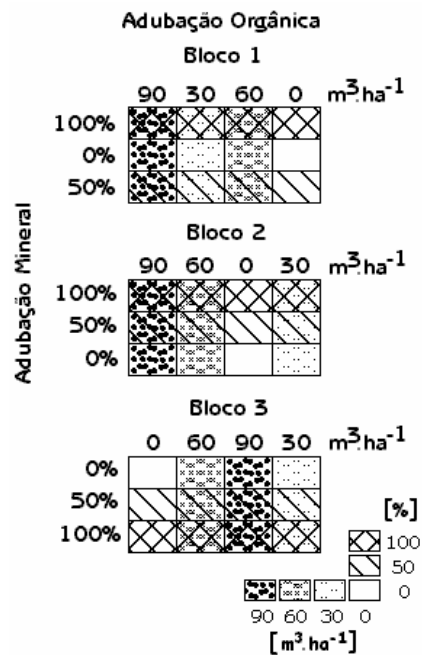 Adubação Orgânica
Bloco 1
90 30 60 0 m³.ha⁻¹
100%
0%
50%
Adubação Mineral
Bloco 2
90 60 0 30 m³.ha⁻¹
100%
50%
0%
Bloco 3
0 60 90 30 m³.ha⁻¹
0%
50%
100%
[%]
100
50
0
90 60 30 0
[m³.ha⁻¹]